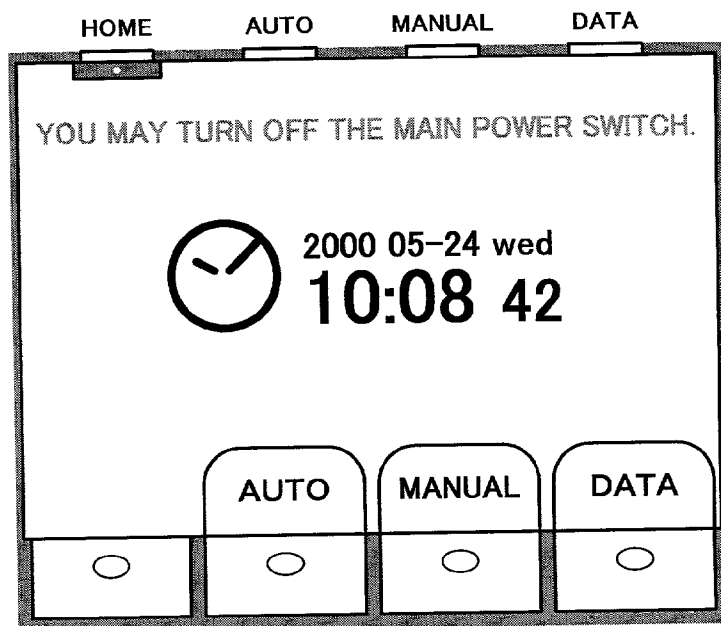 HOME AUTO MANUAL DATA
YOU MAY TURN OFF THE MAIN POWER SWITCH.
2000 05-24 wed
10:08 42
AUTO MANUAL DATA